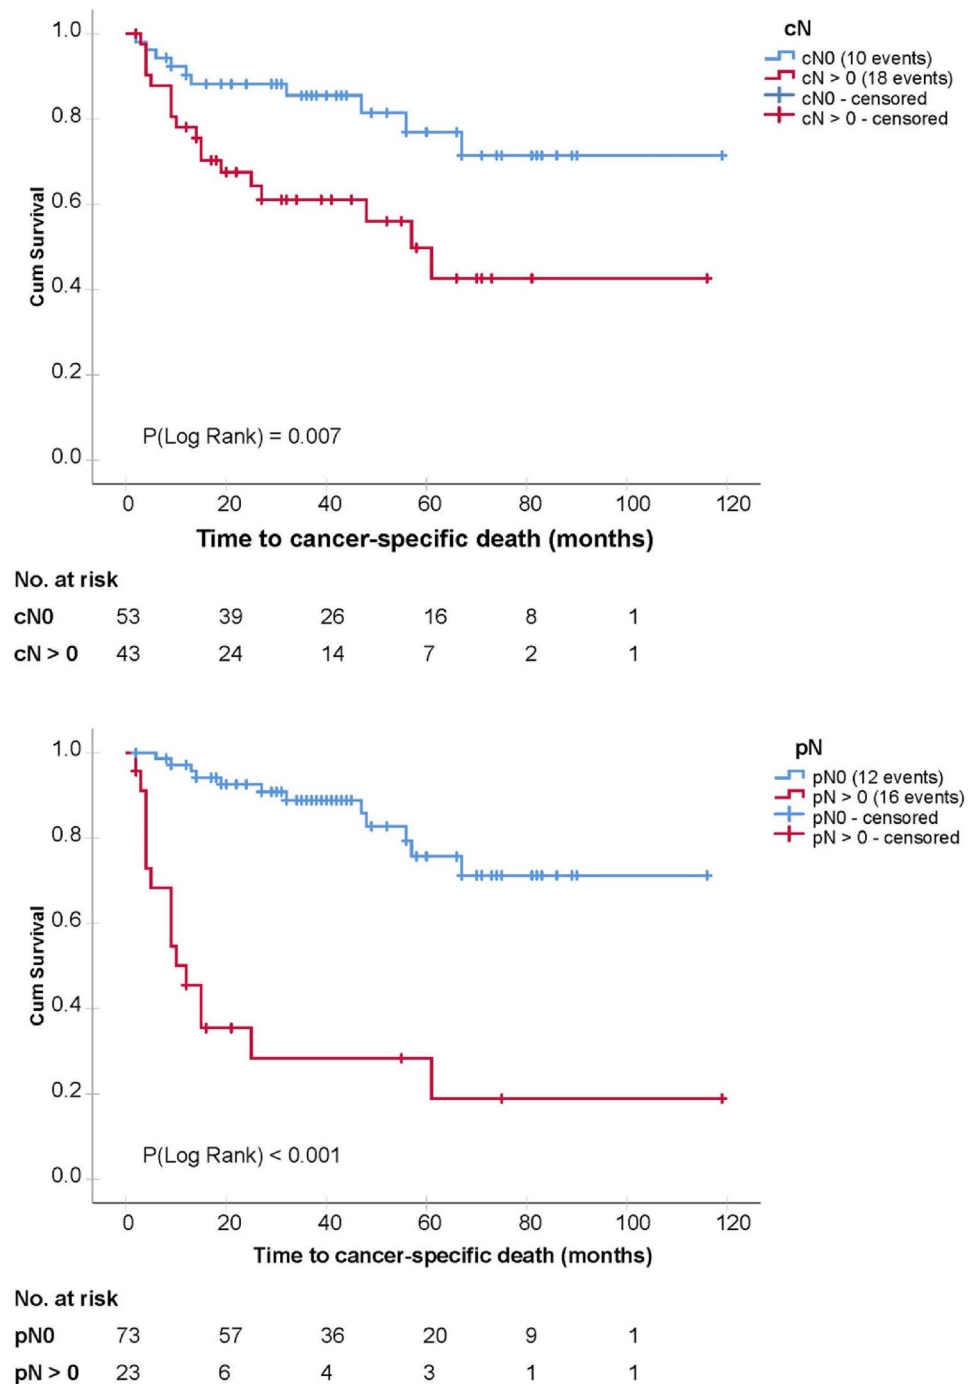 cN
cN0 (10 events)
cN > 0 (18 events)
cN0 - censored
cN > 0 - censored
1.0
0.8
0.6
0.4
0.2
0.0
Cum Survival
P(Log Rank) = 0.007
0 20 40 60 80 100 120
Time to cancer-specific death (months)
No. at risk
cN0 53 39 26 16 8 1
cN > 0 43 24 14 7 2 1
pN
pN0 (12 events)
pN > 0 (16 events)
pN0 - censored
pN > 0 - censored
1.0
0.8
0.6
0.4
0.2
0.0
Cum Survival
P(Log Rank) < 0.001
0 20 40 60 80 100 120
Time to cancer-specific death (months)
No. at risk
pN0 73 57 36 20 9 1
pN > 0 23 6 4 3 1 1